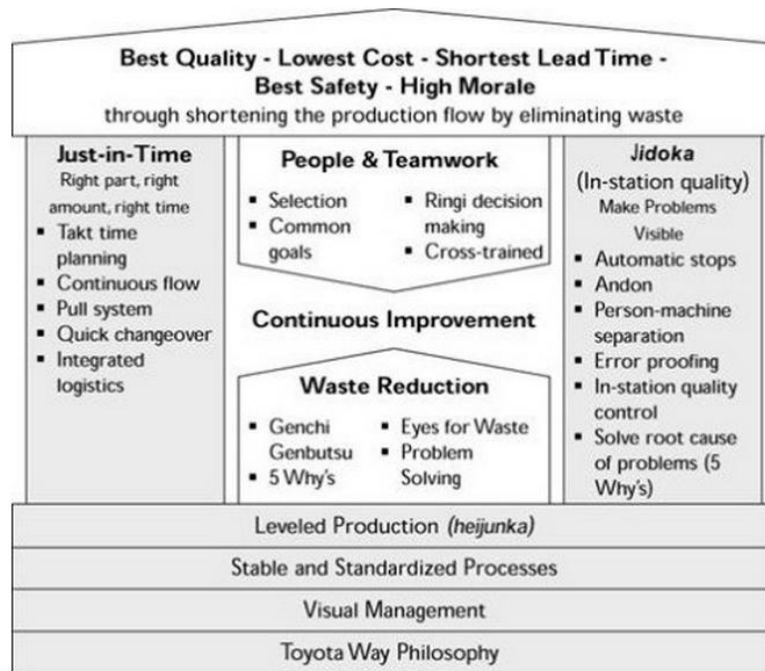 Best Quality - Lowest Cost - Shortest Lead Time -
Best Safety - High Morale
through shortening the production flow by eliminating waste
Just-in-Time
Right part, right
amount, right time
▪ Takt time
planning
▪ Continuous flow
▪ Pull system
▪ Quick changeover
▪ Integrated
logistics
People & Teamwork
▪ Selection
▪ Common
goals
▪ Ringi decision
making
▪ Cross-trained
Continuous Improvement
Waste Reduction
▪ Genchi
Genbutsu
▪ 5 Why's
▪ Eyes for Waste
▪ Problem
Solving
Jidoka
(In-station quality)
Make Problems
Visible
▪ Automatic stops
▪ Andon
▪ Person-machine
separation
▪ Error proofing
▪ In-station quality
control
▪ Solve root cause
of problems (5
Why's)
Leveled Production (heijunka)
Stable and Standardized Processes
Visual Management
Toyota Way Philosophy